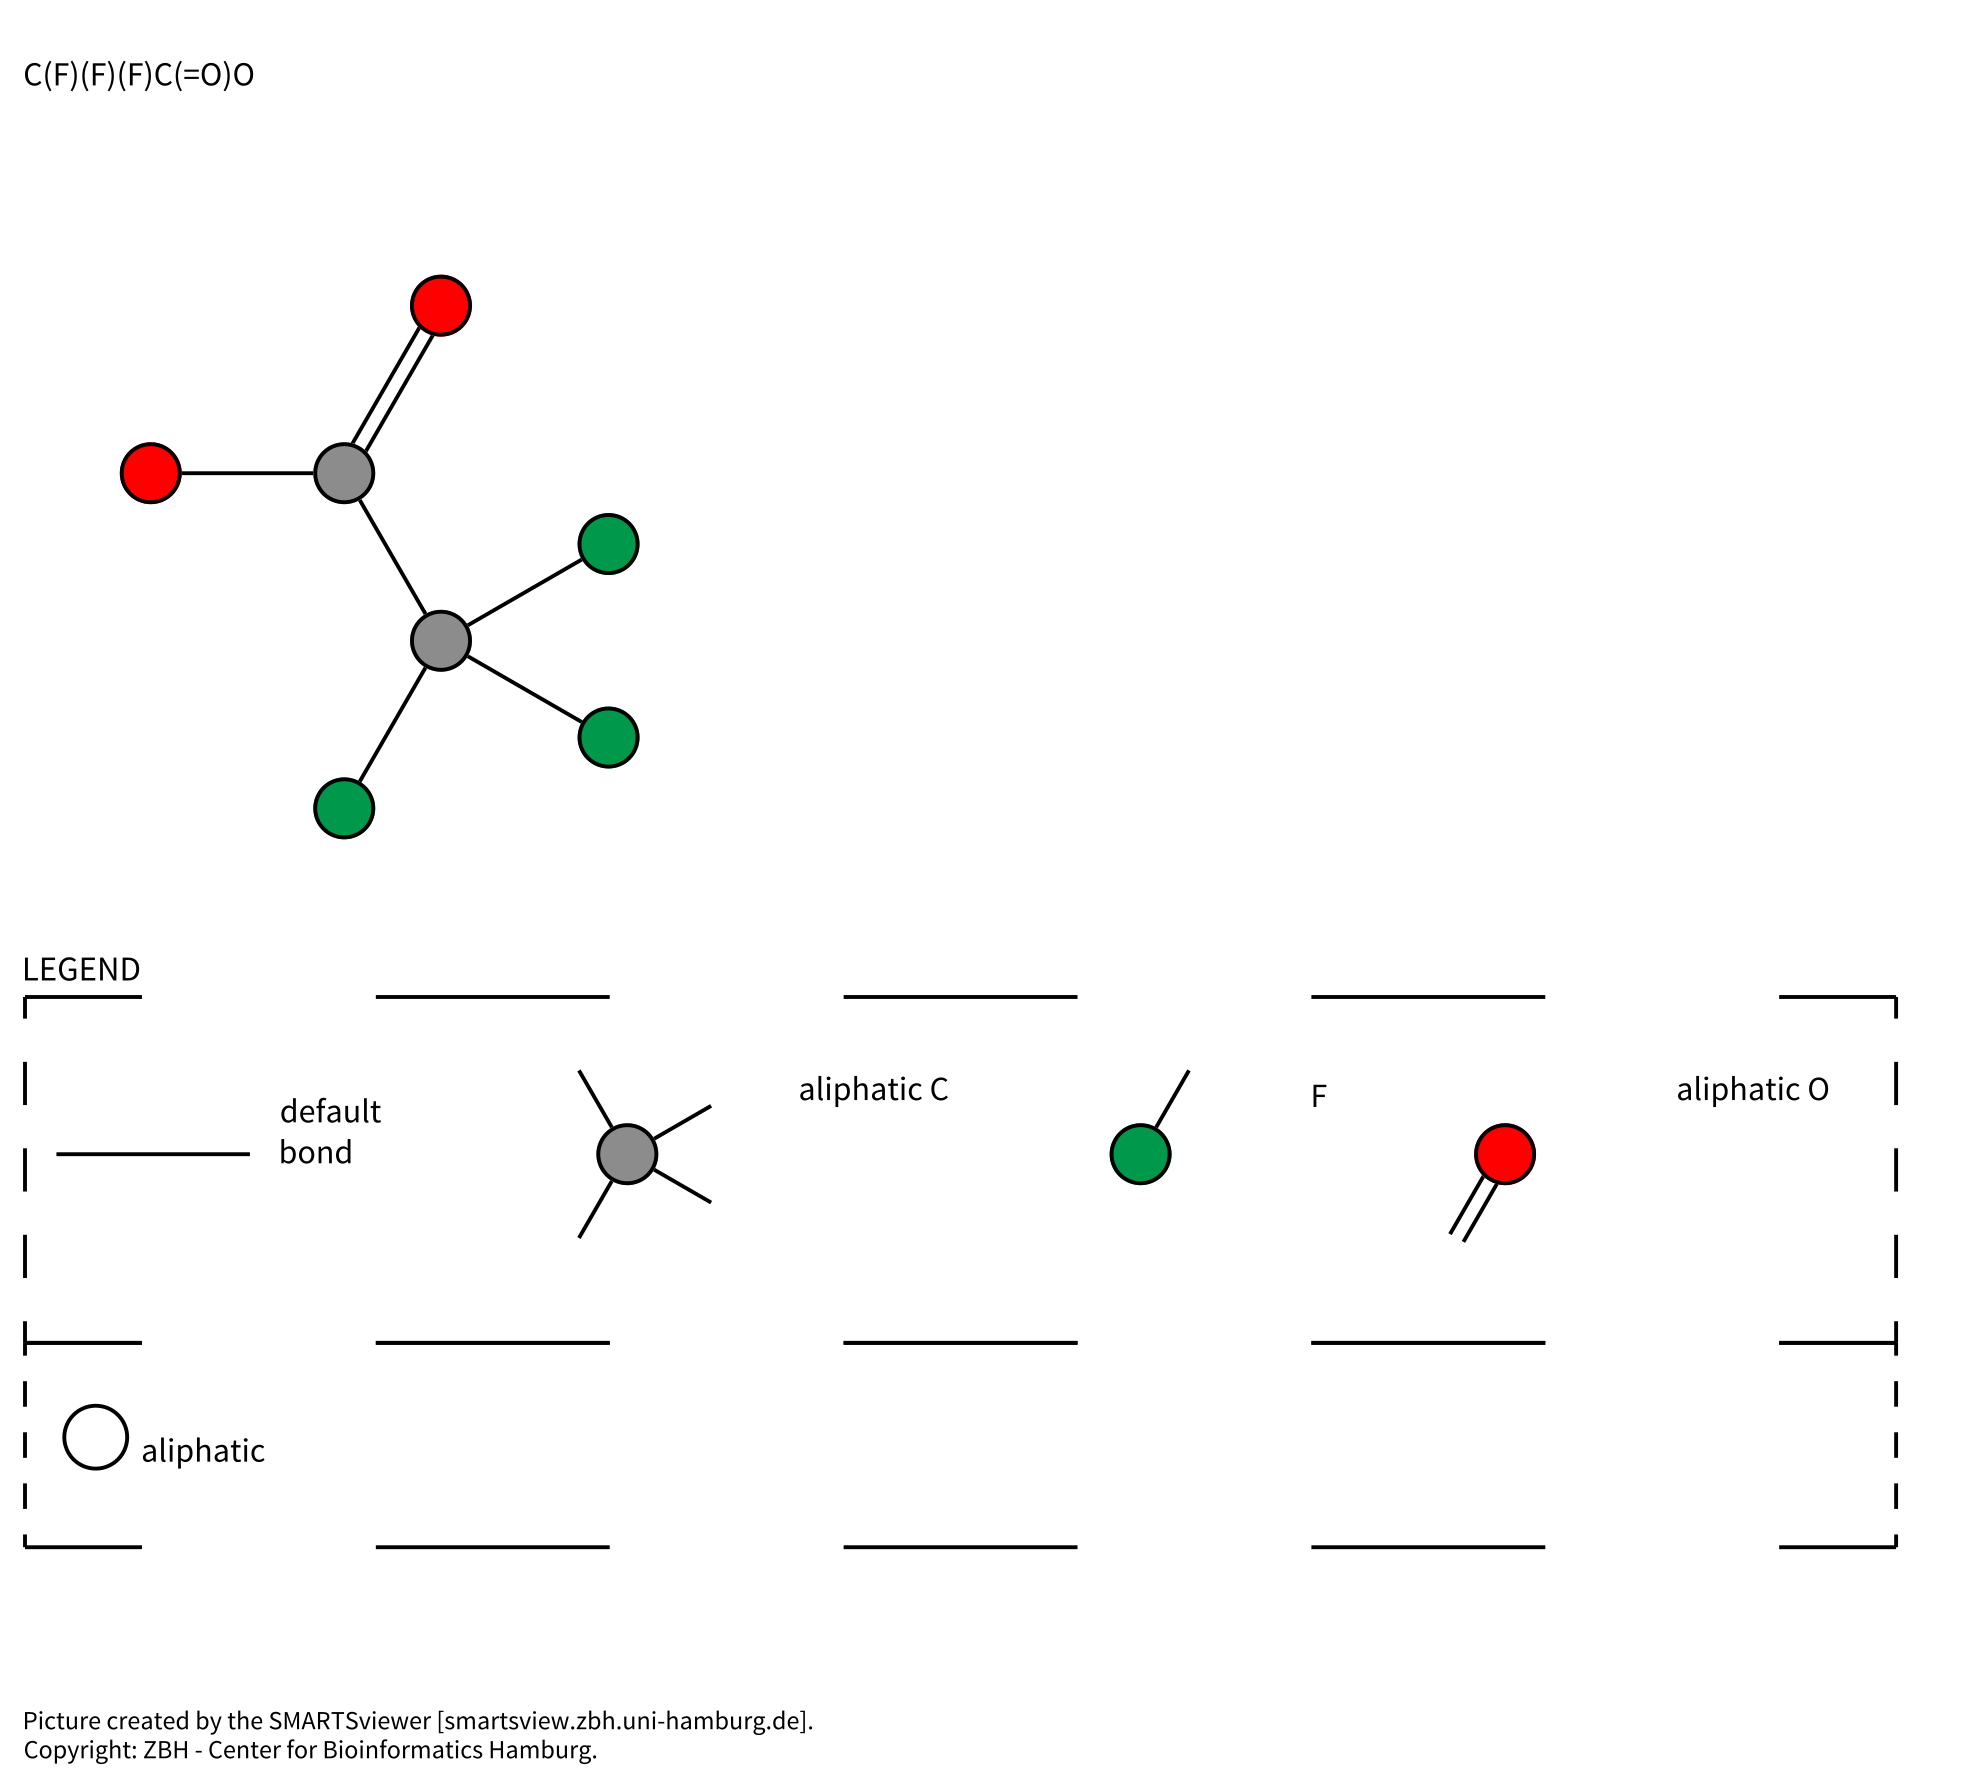 C(F)(F)(F)C(=O)O
LEGEND
default
bond
aliphatic C
F
aliphatic O
aliphatic
Picture created by the SMARTSviewer [smartsview.zbh.uni-hamburg.de].
Copyright: ZBH - Center for Bioinformatics Hamburg.